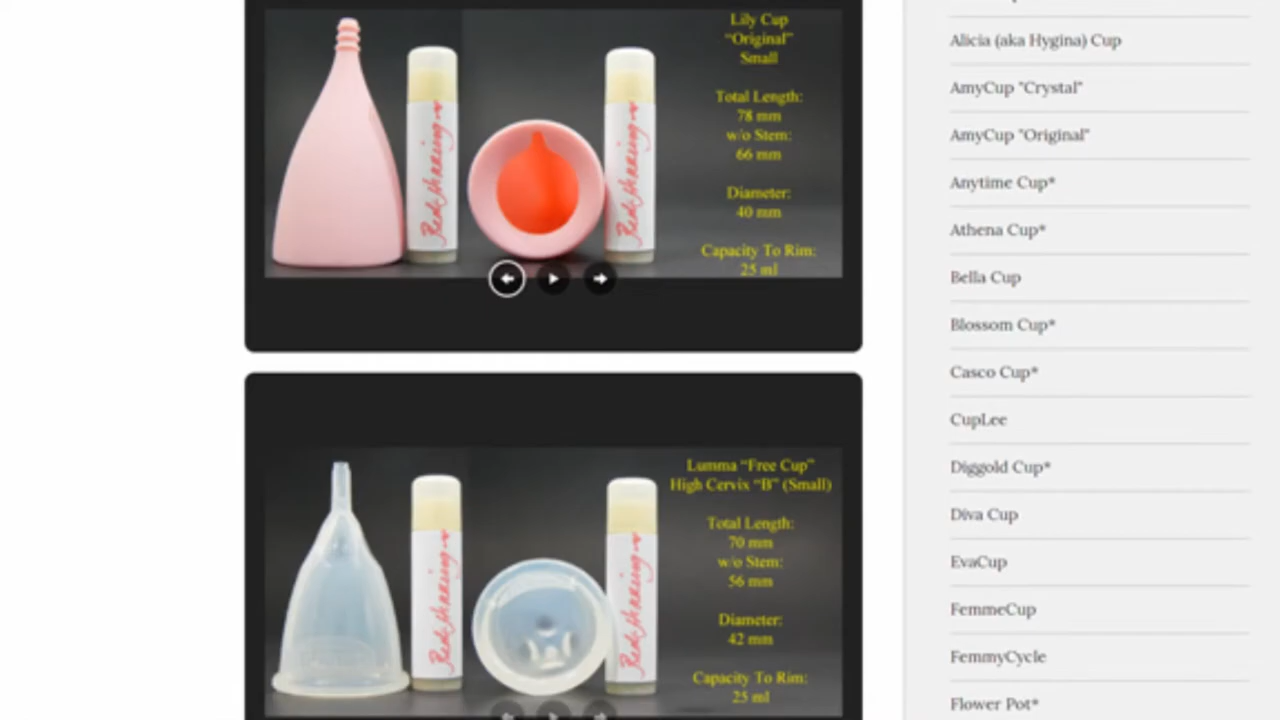 Lily Cup
"Original"
Small
Total Length:
78 mm
w/o Stem:
66 mm
Diameter:
40 mm
Capacity To Rim:
25 ml
Lumma "Free Cup"
High Cervix "B" (Small)
Total Length:
70 mm
w/o Stem:
56 mm
Diameter:
42 mm
Capacity To Rim:
25 ml
Alicia (aka Hygina) Cup
AmyCup "Crystal"
AmyCup "Original"
Anytime Cup*
Athena Cup*
Bella Cup
Blossom Cup*
Casco Cup*
CupLee
Diggold Cup*
Diva Cup
EvaCup
FemmeCup
FemmyCycle
Flower Pot*